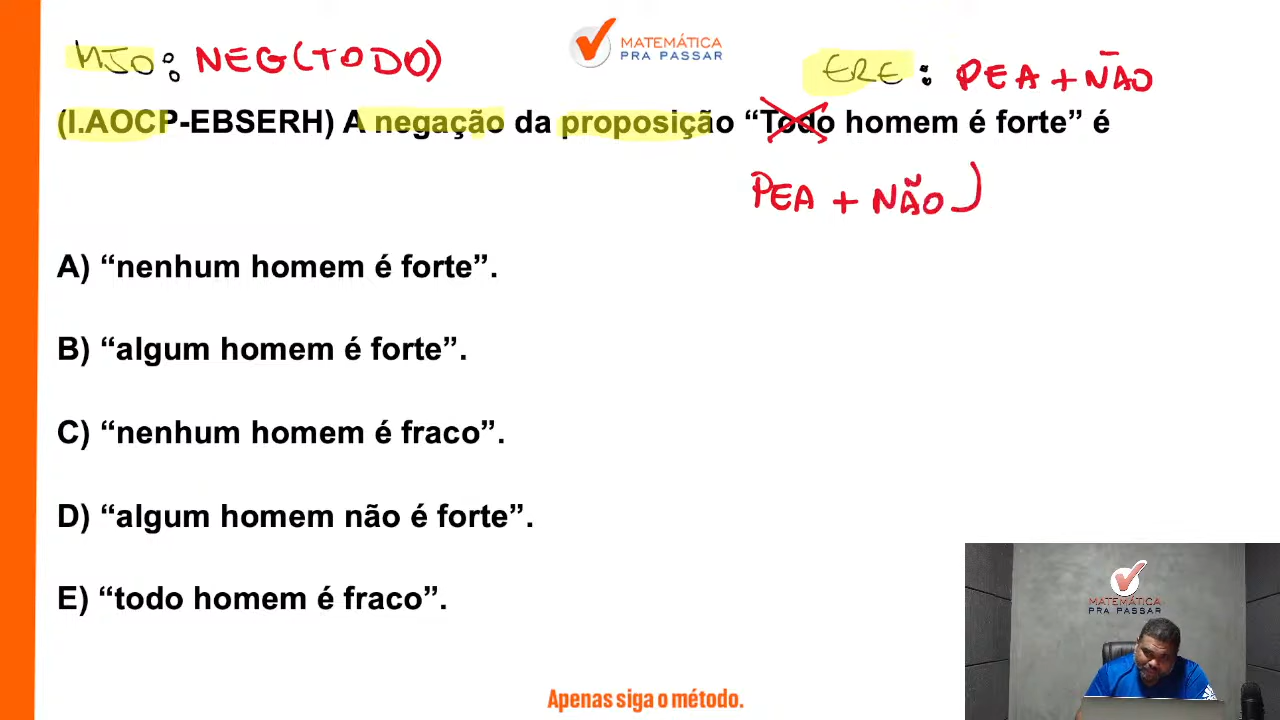 MJO: NEG(TODO)
MATEMÁTICA
PRA PASSAR
ERE: PEA + NÃO
(I.AOCP-EBSERH) A negação da proposição “Todo homem é forte” é
PEA + NÃO
A) “nenhum homem é forte”.
B) “algum homem é forte”.
C) “nenhum homem é fraco”.
D) “algum homem não é forte”.
E) “todo homem é fraco”.
MATEMÁTICA
PRA PASSAR
Apenas siga o método.